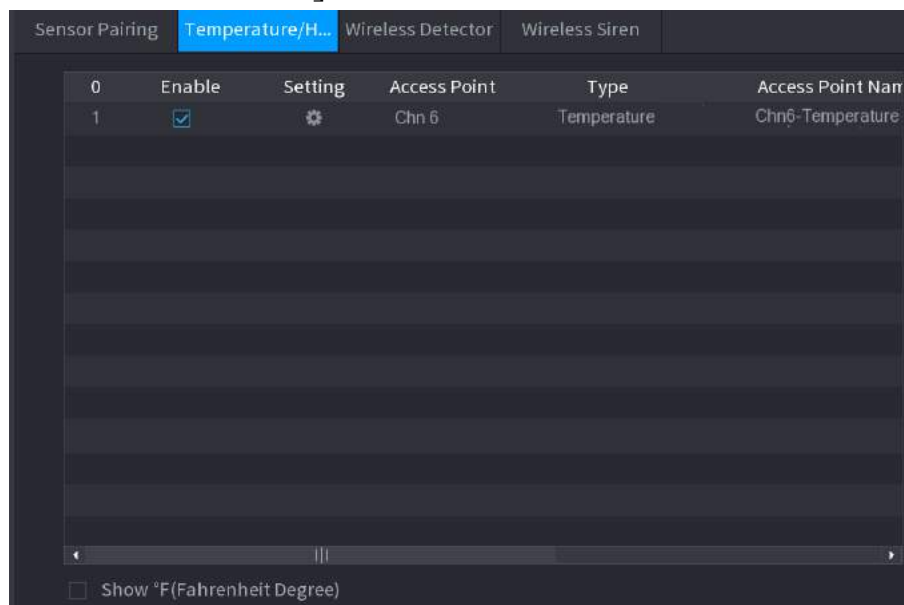 Sensor Pairing Temperature/H... Wireless Detector Wireless Siren
0 Enable Setting Access Point Type Access Point Nam
1 Chn 6 Temperature Chn6-Temperature
Show °F(Fahrenheit Degree)